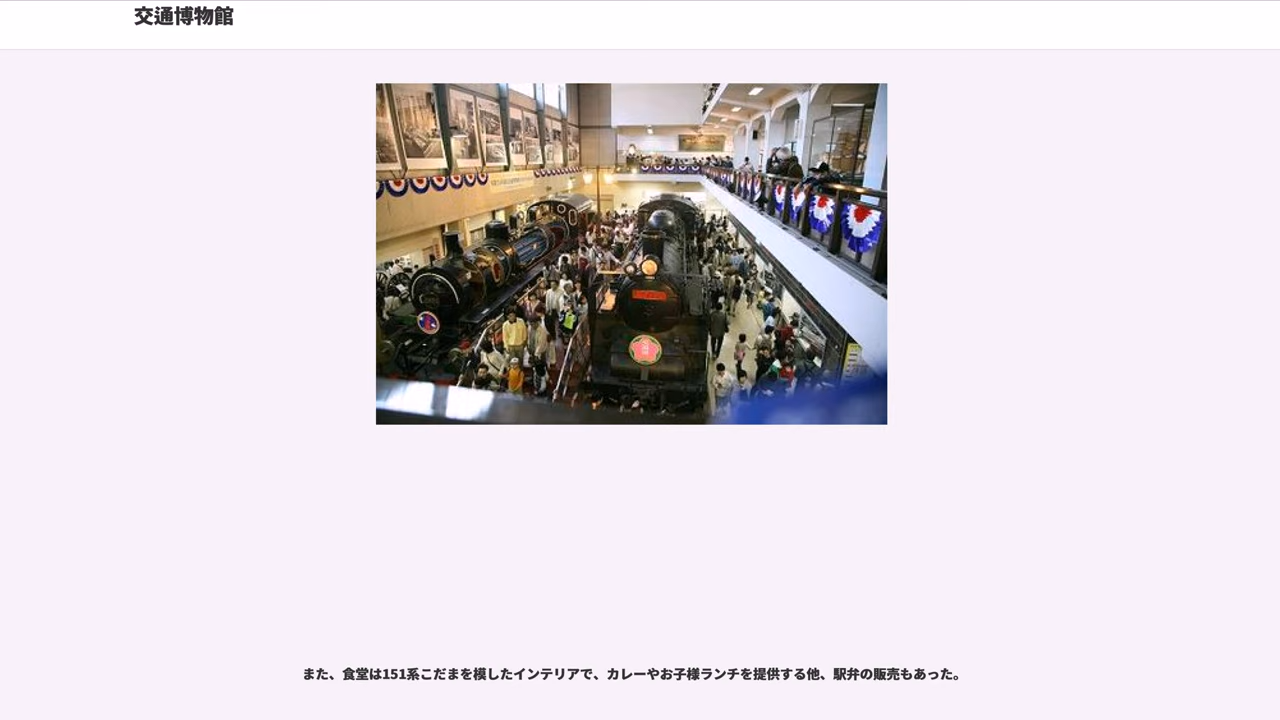 交通博物館
また、食堂は151系こだまを模したインテリアで、カレーやお子様ランチを提供する他、駅弁の販売もあった。